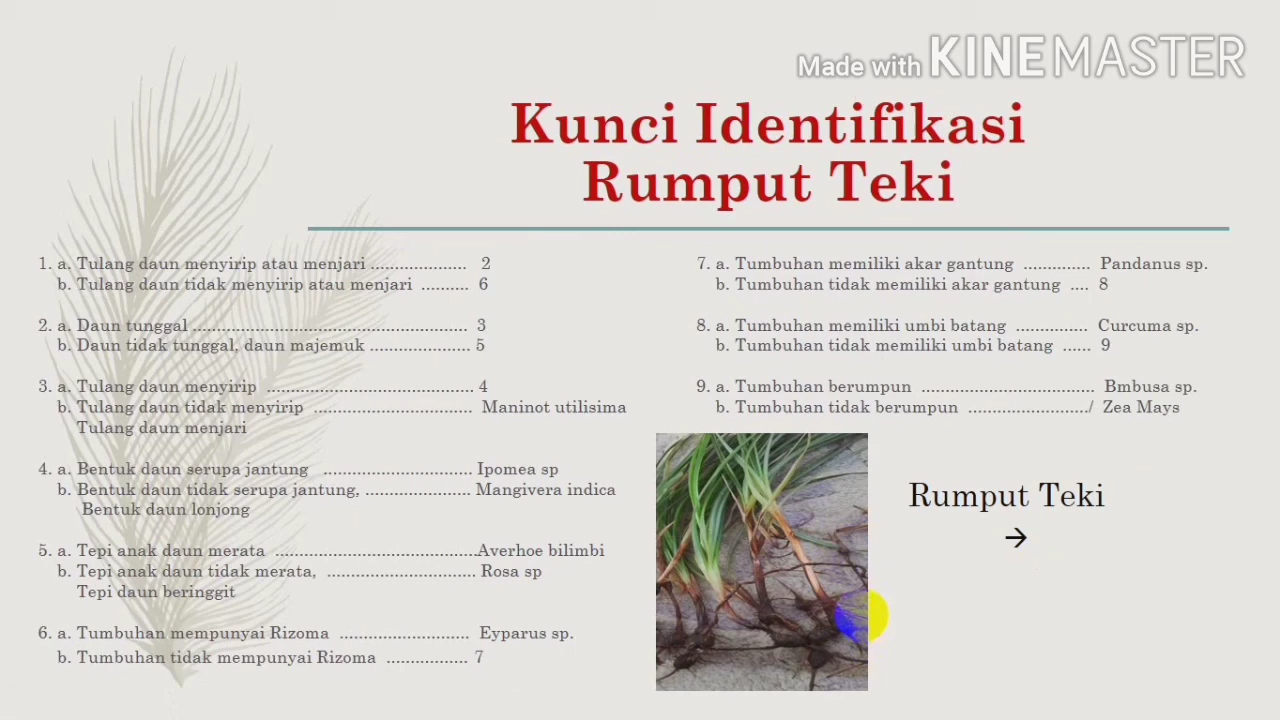 Made with KINEMASTER
Kunci Identifikasi
Rumput Teki
1. a. Tulang daun menyirip atau menjari ................... 2
b. Tulang daun tidak menyirip atau menjari .......... 6
2. a. Daun tunggal ....................................................... 3
b. Daun tidak tunggal, daun majemuk .................... 5
3. a. Tulang daun menyirip .......................................... 4
b. Tulang daun tidak menyirip ................................ Maninot utilisima
Tulang daun menjari
4. a. Bentuk daun serupa jantung .............................. Ipomea sp
b. Bentuk daun tidak serupa jantung, ..................... Mangivera indica
Bentuk daun lonjong
5. a. Tepi anak daun merata .........................................Averhoe bilimbi
b. Tepi anak daun tidak merata, .............................. Rosa sp
Tepi daun beringgit
6. a. Tumbuhan mempunyai Rizoma .......................... Eyparus sp.
b. Tumbuhan tidak mempunyai Rizoma ................. 7
7. a. Tumbuhan memiliki akar gantung .............. Pandanus sp.
b. Tumbuhan tidak memiliki akar gantung .... 8
8. a. Tumbuhan memiliki umbi batang ............... Curcuma sp.
b. Tumbuhan tidak memiliki umbi batang ...... 9
9. a. Tumbuhan berumpun ................................... Bmbusa sp.
b. Tumbuhan tidak berumpun ......................../ Zea Mays
Rumput Teki
→